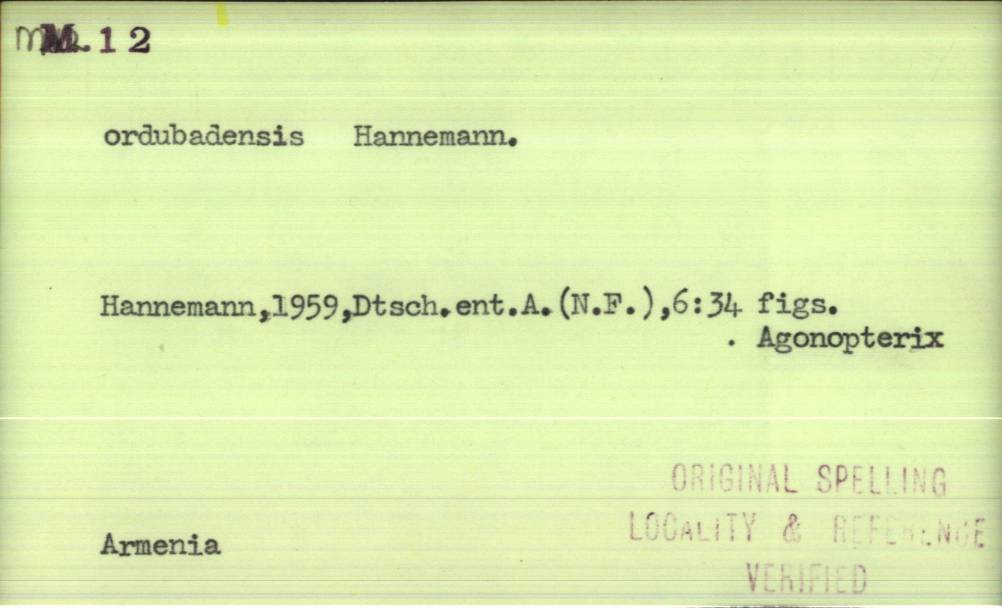 M.12
ordubadensis Hannemann.
Hannemann,1959,Dtsch.ent.A.(N.F.),6:34 figs.
. Agonopterix
Armenia
ORIGINAL SPELLING
LOCALITY & REFERENCE
VERIFIED